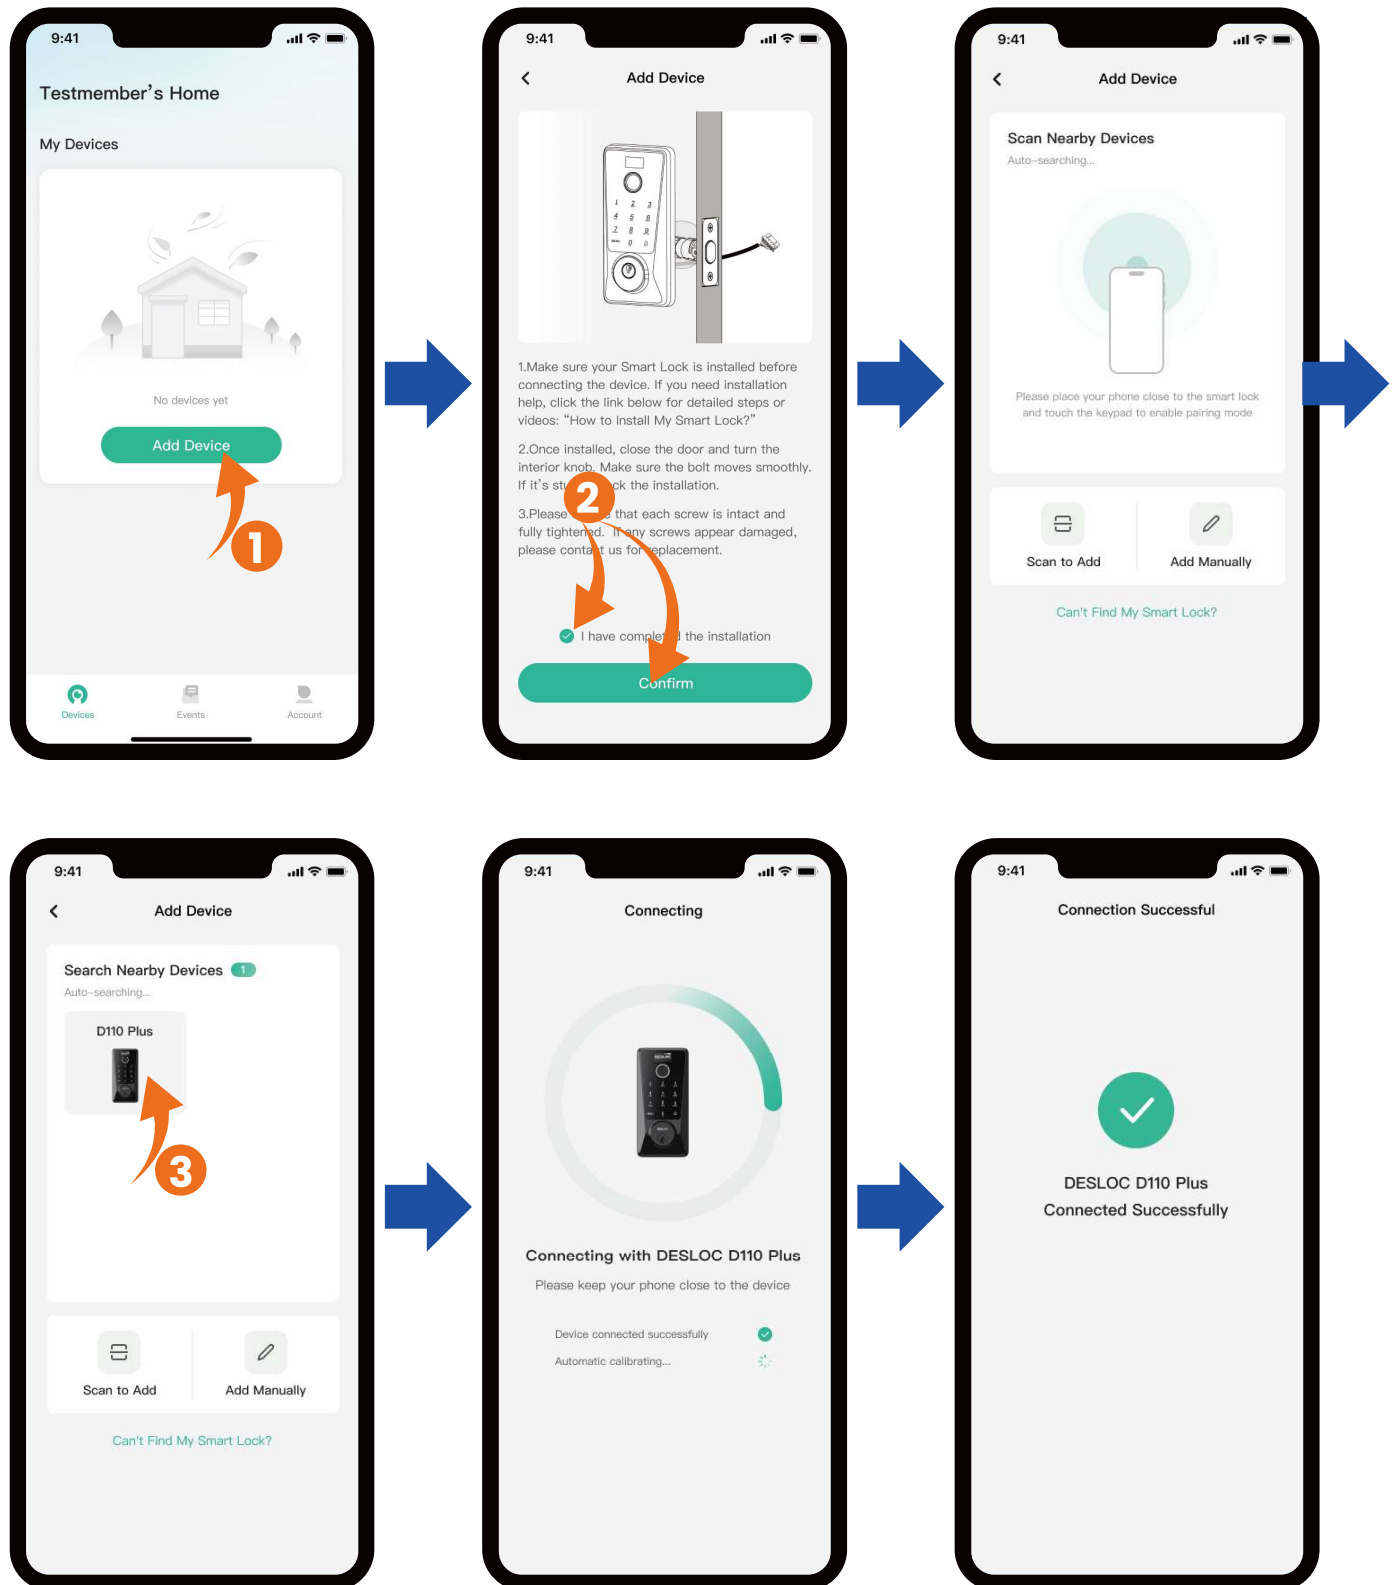 9:41
Testmember's Home
My Devices
No devices yet
Add Device
1
Devices
Events
Account
9:41
Add Device
1.Make sure your Smart Lock is installed before
connecting the device. If you need installation
help, click the link below for detailed steps or
videos: “How to Install My Smart Lock?”
2.Once installed, close the door and turn the
interior knob. Make sure the bolt moves smoothly.
If it's ck the installation.
2
3.Please that each screw is intact and
fully tightened. If any screws appear damaged,
please contact us for replacement.
I have completed the installation
Confirm
9:41
Add Device
Scan Nearby Devices
Auto-searching...
Please place your phone close to the smart lock
and touch the keypad to enable pairing mode
Scan to Add
Add Manually
Can't Find My Smart Lock?
9:41
Add Device
Search Nearby Devices 1
Auto-searching...
D110 Plus
3
Scan to Add
Add Manually
Can't Find My Smart Lock?
9:41
Connecting
Connecting with DESLOC D110 Plus
Please keep your phone close to the device
Device connected successfully
Automatic calibrating...
9:41
Connection Successful
DESLOC D110 Plus
Connected Successfully